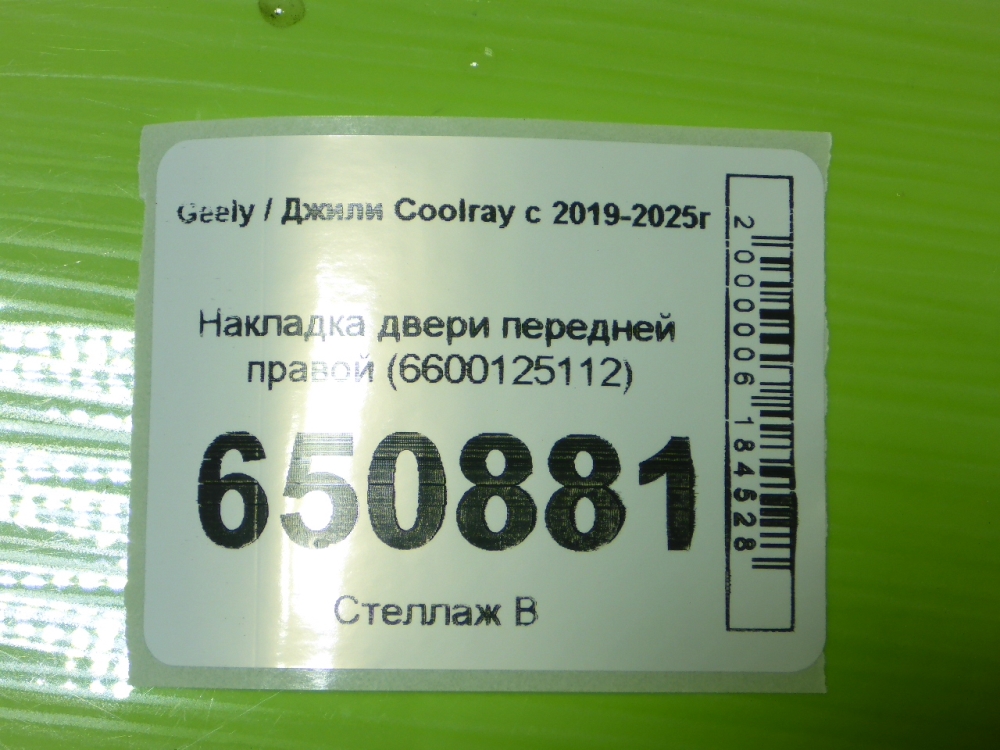 Geely / Джили Coolray с 2019-2025г
Накладка двери передней
правой (6600125112)
650881
Стеллаж В
2000006184528